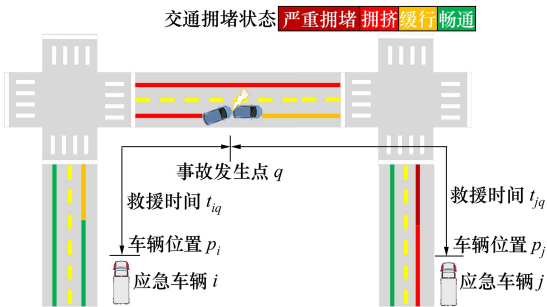 交通拥堵状态 严重拥堵 拥挤 缓行 畅通
事故发生点 q
救援时间 tiq
救援时间 tjq
车辆位置 pi
车辆位置 pj
应急车辆 i
应急车辆 j